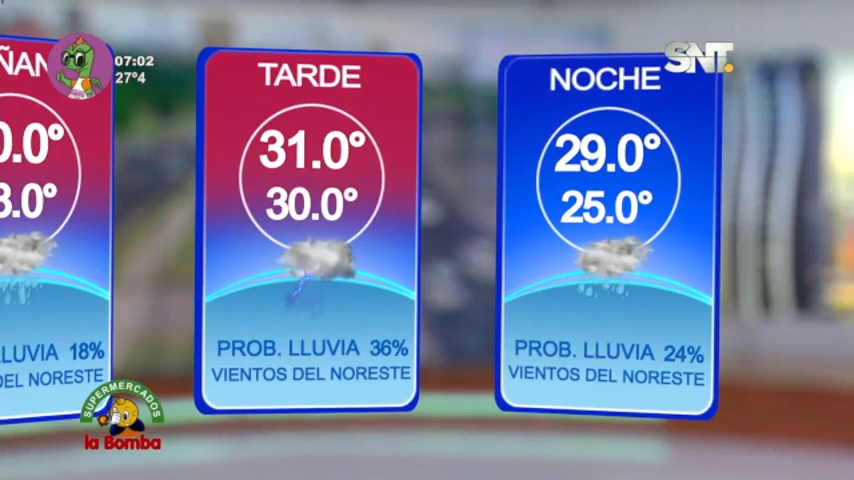 07:02
27°4
SNT.
TARDE
31.0°
30.0°
PROB. LLUVIA 36%
VIENTOS DEL NORESTE
NOCHE
29.0°
25.0°
PROB. LLUVIA 24%
VIENTOS DEL NORESTE
LLUVIA 18%
DEL NORESTE
SUPERMERCADOS
la Bomba